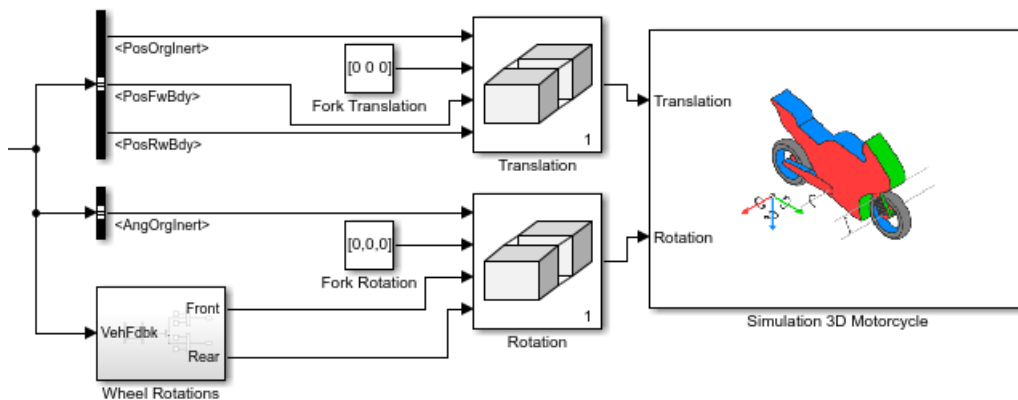 <PosOrgInert>
[0 0 0]
Fork Translation
<PosFwBdy>
<PosRwBdy>
1
Translation
<AngOrgInert>
[0,0,0]
Fork Rotation
1
Rotation
VehFdbk
Front
Rear
Wheel Rotations
Translation
Rotation
Simulation 3D Motorcycle